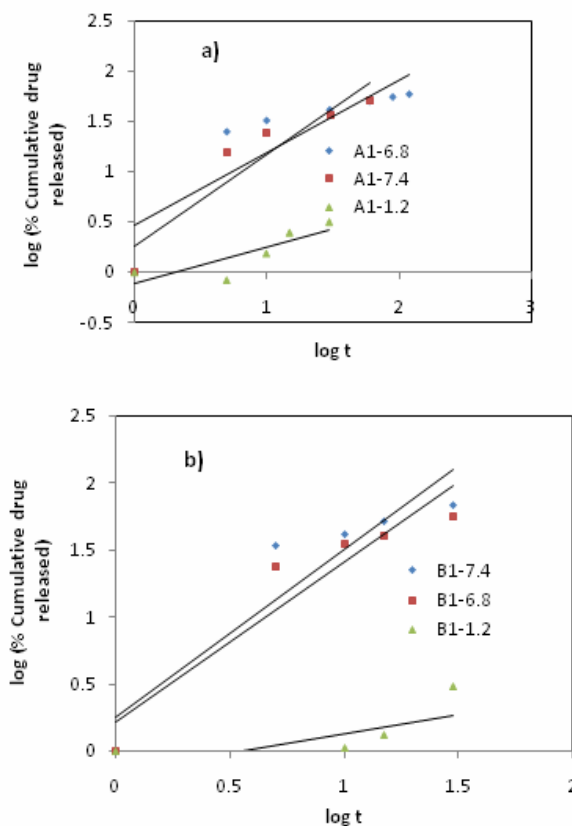 a)
2.5
2
1.5
1
0.5
0
-0.5
0
1
2
3
log (% Cumulative drug
released)
log t
A1-6.8
A1-7.4
A1-1.2
b)
2.5
2
1.5
1
0.5
0
0
0.5
1
1.5
2
log (% Cumulative drug
released)
log t
B1-7.4
B1-6.8
B1-1.2